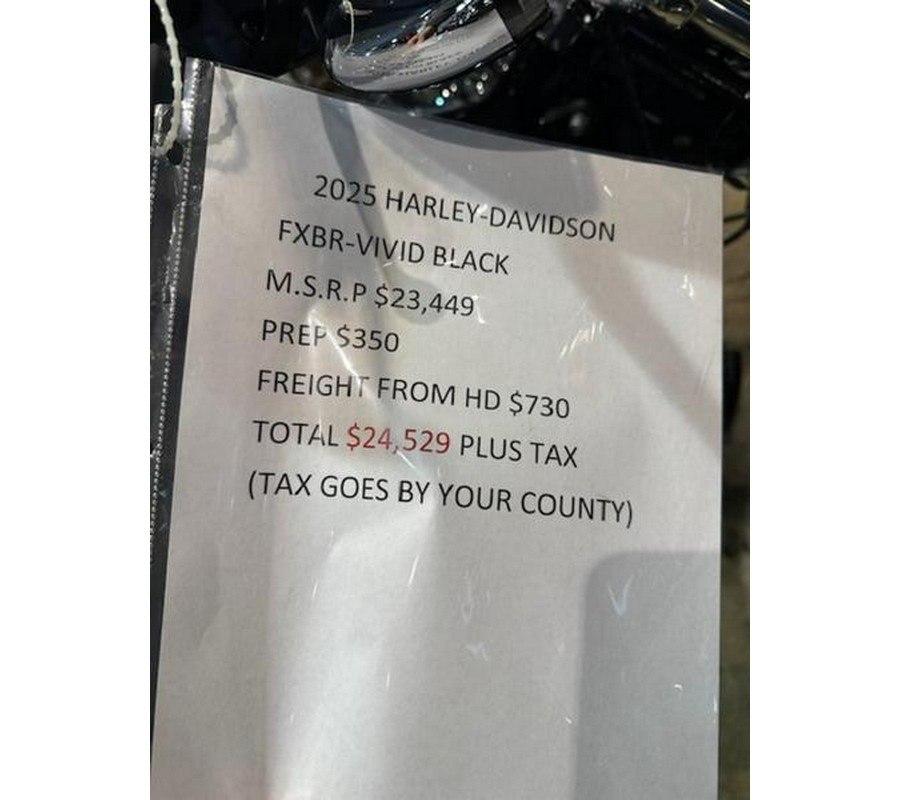 2025 HARLEY-DAVIDSON
FXBR-VIVID BLACK
M.S.R.P $23,449
PREP $350
FREIGHT FROM HD $730
TOTAL $24,529 PLUS TAX
(TAX GOES BY YOUR COUNTY)